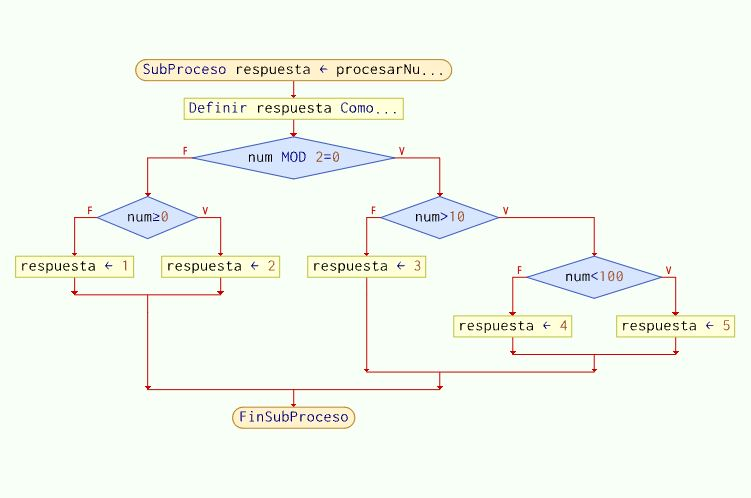 SubProceso respuesta ← procesarNu...
Definir respuesta Como...
F
num MOD 2=0
V
F
num≥0
V
F
num>10
V
respuesta ← 1
respuesta ← 2
respuesta ← 3
F
num<100
V
respuesta ← 4
respuesta ← 5
FinSubProceso